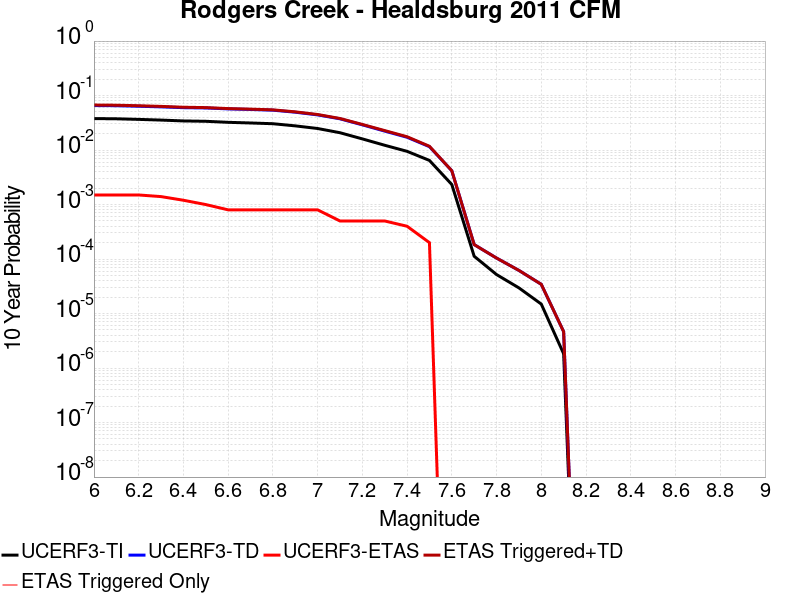 Rodgers Creek - Healdsburg 2011 CFM
10^0
10^-1
10^-2
10^-3
10^-4
10^-5
10^-6
10^-7
10^-8
10 Year Probability
6 6.2 6.4 6.6 6.8 7 7.2 7.4 7.6 7.8 8 8.2 8.4 8.6 8.8 9
Magnitude
UCERF3-TI UCERF3-TD UCERF3-ETAS ETAS Triggered+TD
ETAS Triggered Only